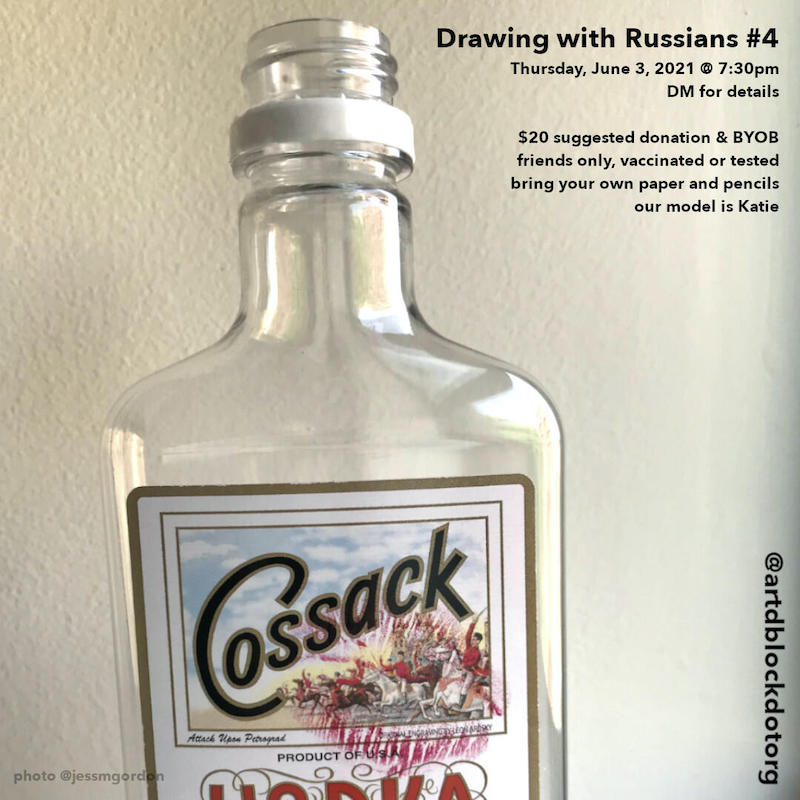 Drawing with Russians #4
Thursday, June 3, 2021 @ 7:30pm
DM for details
$20 suggested donation & BYOB
friends only, vaccinated or tested
bring your own paper and pencils
our model is Katie
@artdblockdotorg
Cossack
Attack Upon Petrograd
PRODUCT OF U.S.A.
VODKA
photo @jessmgordon